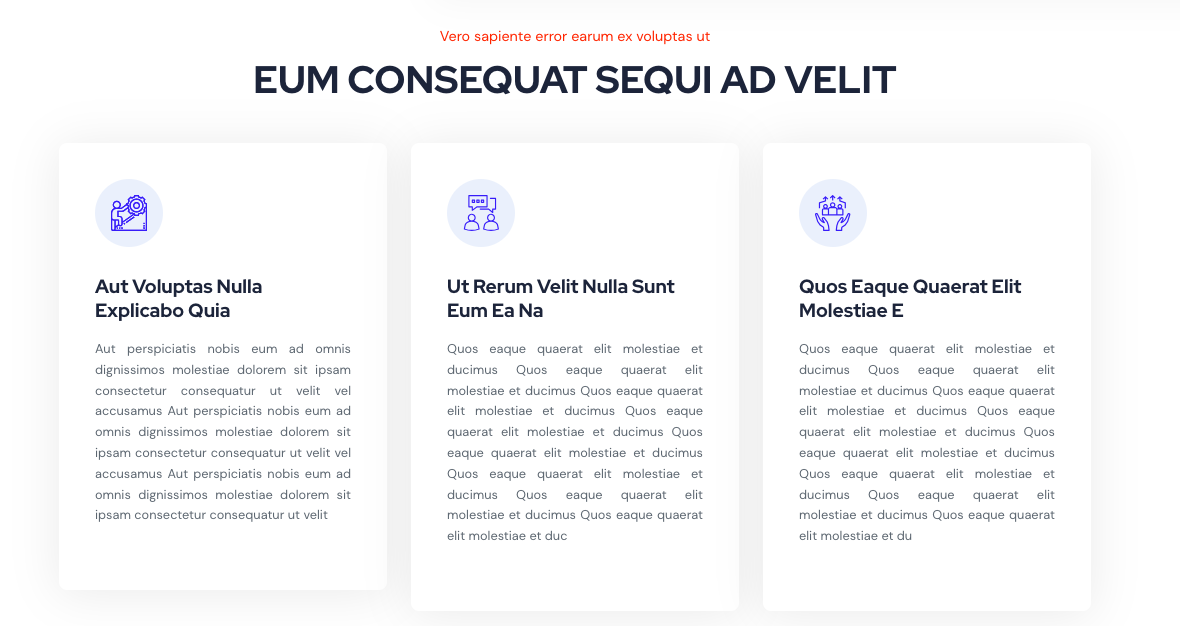 Vero sapiente error earum ex voluptas ut
EUM CONSEQUAT SEQUI AD VELIT
Aut Voluptas Nulla
Explicabo Quia
Aut perspiciatis nobis eum ad omnis
dignissimos molestiae dolorem sit ipsam
consectetur consequatur ut velit vel
accusamus Aut perspiciatis nobis eum ad
omnis dignissimos molestiae dolorem sit
ipsam consectetur consequatur ut velit vel
accusamus Aut perspiciatis nobis eum ad
omnis dignissimos molestiae dolorem sit
ipsam consectetur consequatur ut velit
Ut Rerum Velit Nulla Sunt
Eum Ea Na
Quos eaque quaerat elit molestiae et
ducimus Quos eaque quaerat elit
molestiae et ducimus Quos eaque quaerat
elit molestiae et ducimus Quos eaque
quaerat elit molestiae et ducimus Quos
eaque quaerat elit molestiae et ducimus
Quos eaque quaerat elit molestiae et
ducimus Quos eaque quaerat elit
molestiae et ducimus Quos eaque quaerat
elit molestiae et duc
Quos Eaque Quaerat Elit
Molestiae E
Quos eaque quaerat elit molestiae et
ducimus Quos eaque quaerat elit
molestiae et ducimus Quos eaque quaerat
elit molestiae et ducimus Quos eaque
quaerat elit molestiae et ducimus Quos
eaque quaerat elit molestiae et ducimus
Quos eaque quaerat elit molestiae et
ducimus Quos eaque quaerat elit
molestiae et ducimus Quos eaque quaerat
elit molestiae et du